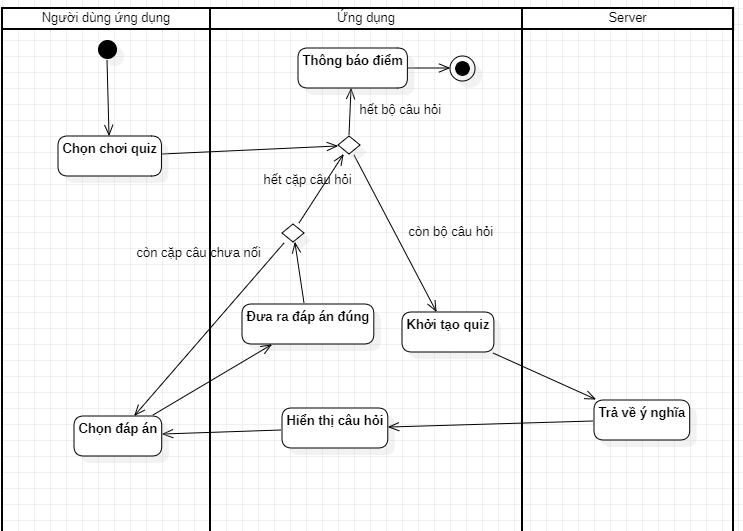 Người dùng ứng dụng
Ứng dụng
Server
Thông báo điểm
hết bộ câu hỏi
Chọn chơi quiz
hết cặp câu hỏi
còn bộ câu hỏi
còn cặp câu chưa nối
Đưa ra đáp án đúng
Khởi tạo quiz
Trả về ý nghĩa
Hiển thị câu hỏi
Chọn đáp án